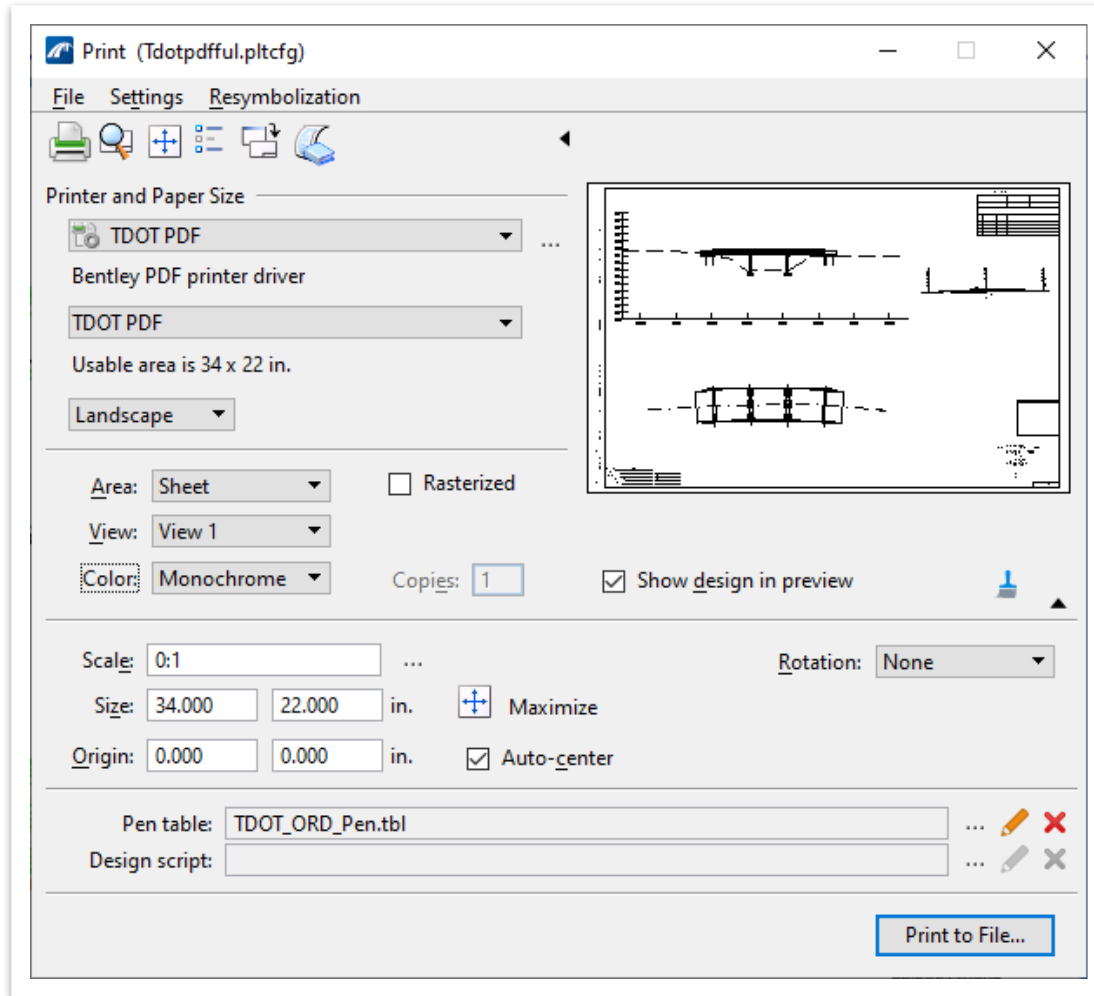 Print (Tdotpdfful.pltcfg)
File Settings Resymbolization
Printer and Paper Size
TDOT PDF
...
Bentley PDF printer driver
TDOT PDF
Usable area is 34 x 22 in.
Landscape
Area: Sheet
Rasterized
View: View 1
Color: Monochrome
Copies: 1
Show design in preview
Scale: 0:1 ...
Rotation: None
Size: 34.000 22.000 in.
Maximize
Origin: 0.000 0.000 in.
Auto-center
Pen table: TDOT_ORD_Pen.tbl ...
Design script: ...
Print to File...